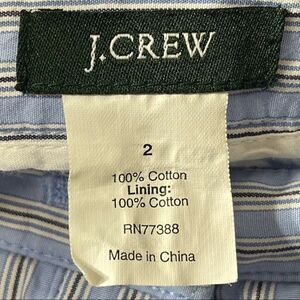 J.CREW
2
100% Cotton
Lining:
100% Cotton
RN77388
Made in China